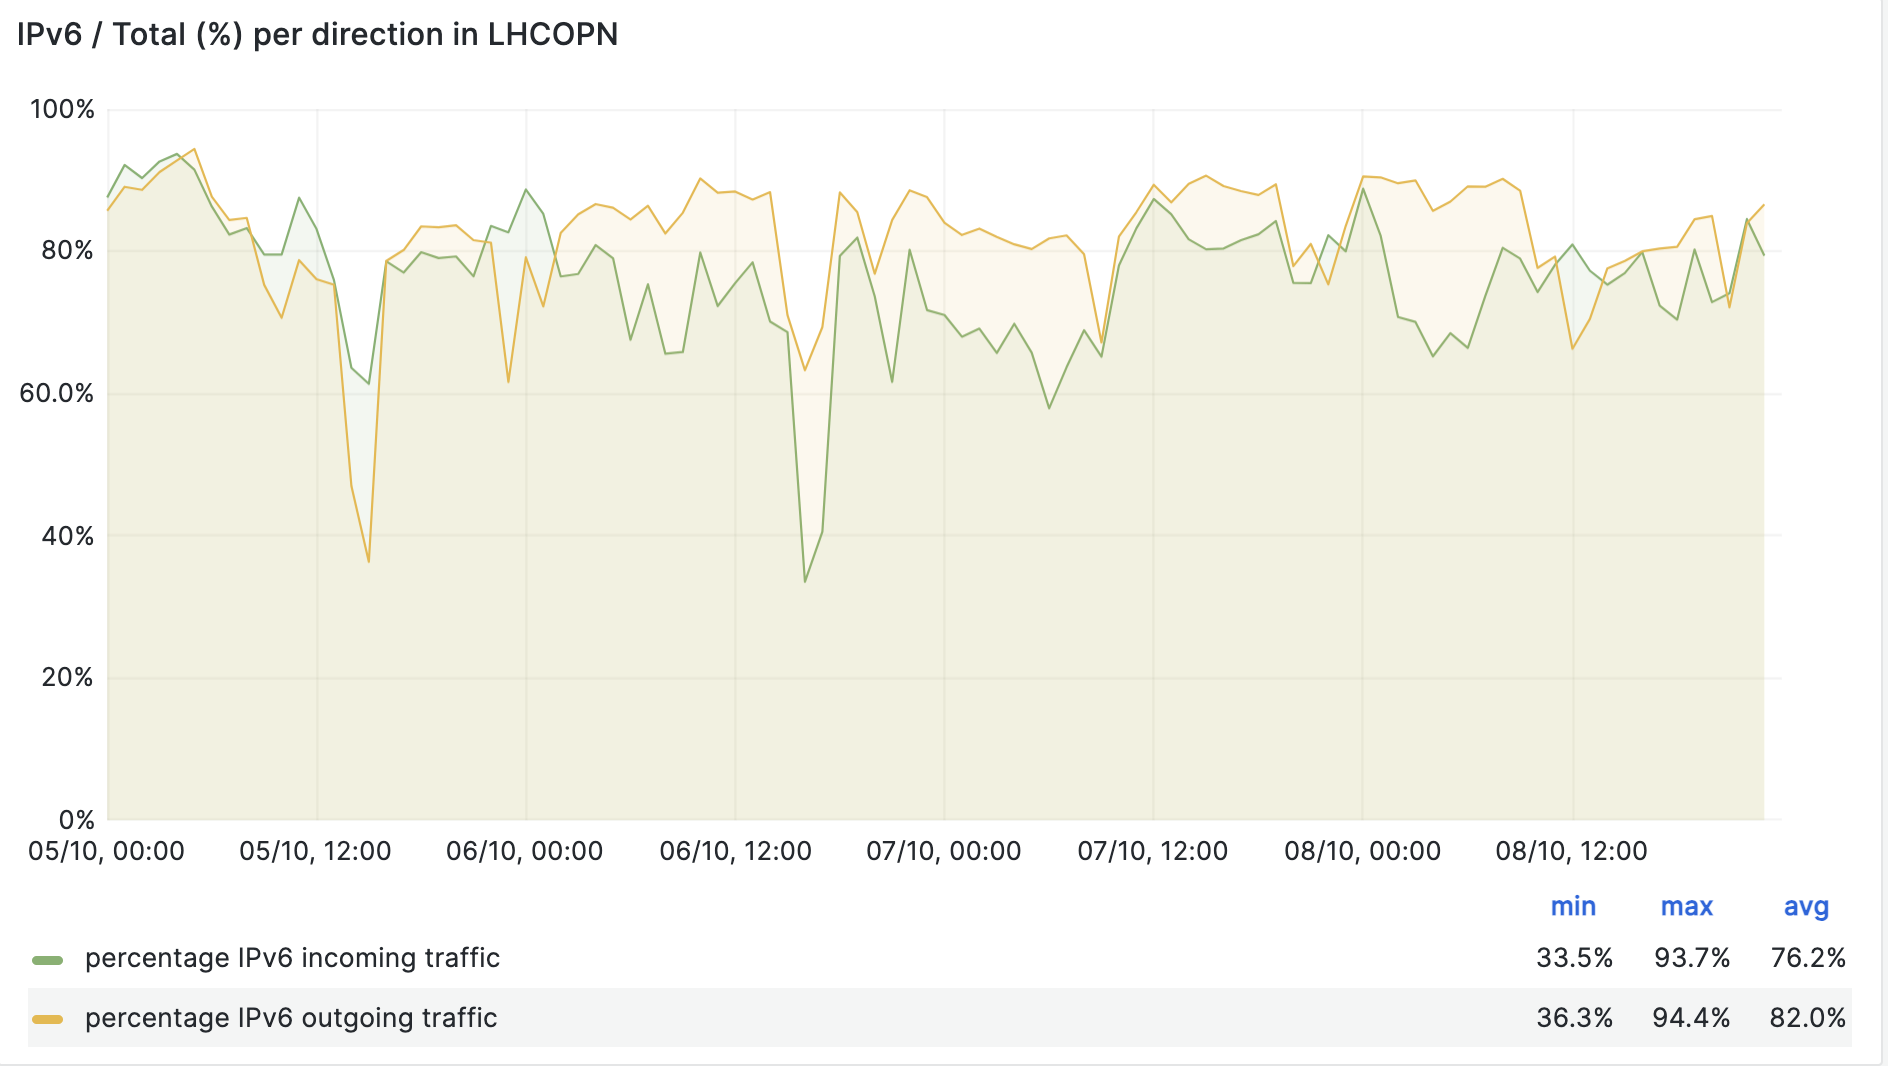 IPv6 / Total (%) per direction in LHCOPN
100%
80%
60.0%
40%
20%
0%
05/10, 00:00 05/10, 12:00 06/10, 00:00 06/10, 12:00 07/10, 00:00 07/10, 12:00 08/10, 00:00 08/10, 12:00
min max avg
percentage IPv6 incoming traffic 33.5% 93.7% 76.2%
percentage IPv6 outgoing traffic 36.3% 94.4% 82.0%